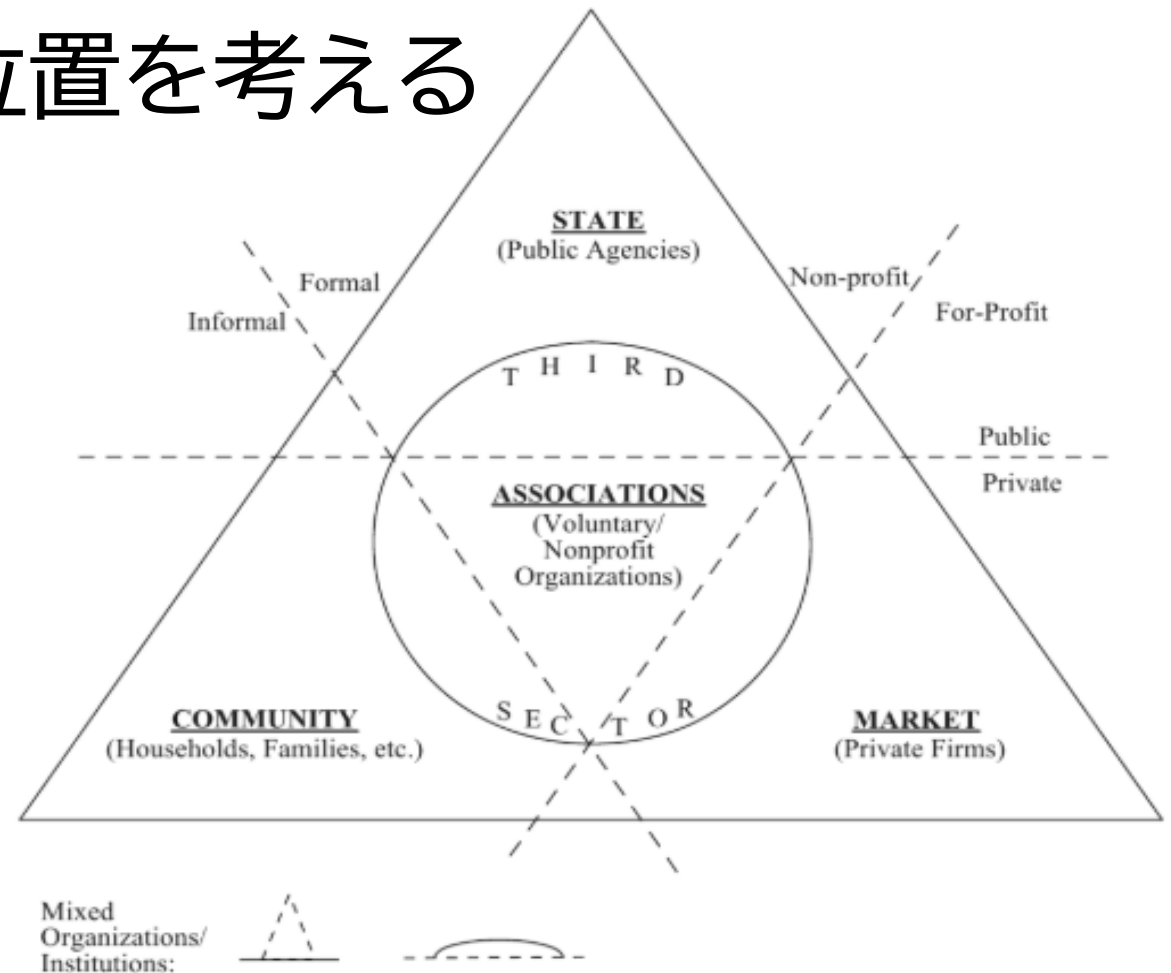 位置を考える
STATE
(Public Agencies)
Formal
Informal
Non-profit
For-Profit
THIRD
Public
Private
ASSOCIATIONS
(Voluntary/
Nonprofit
Organizations)
SECTOR
COMMUNITY
(Households, Families, etc.)
MARKET
(Private Firms)
Mixed
Organizations/
Institutions: